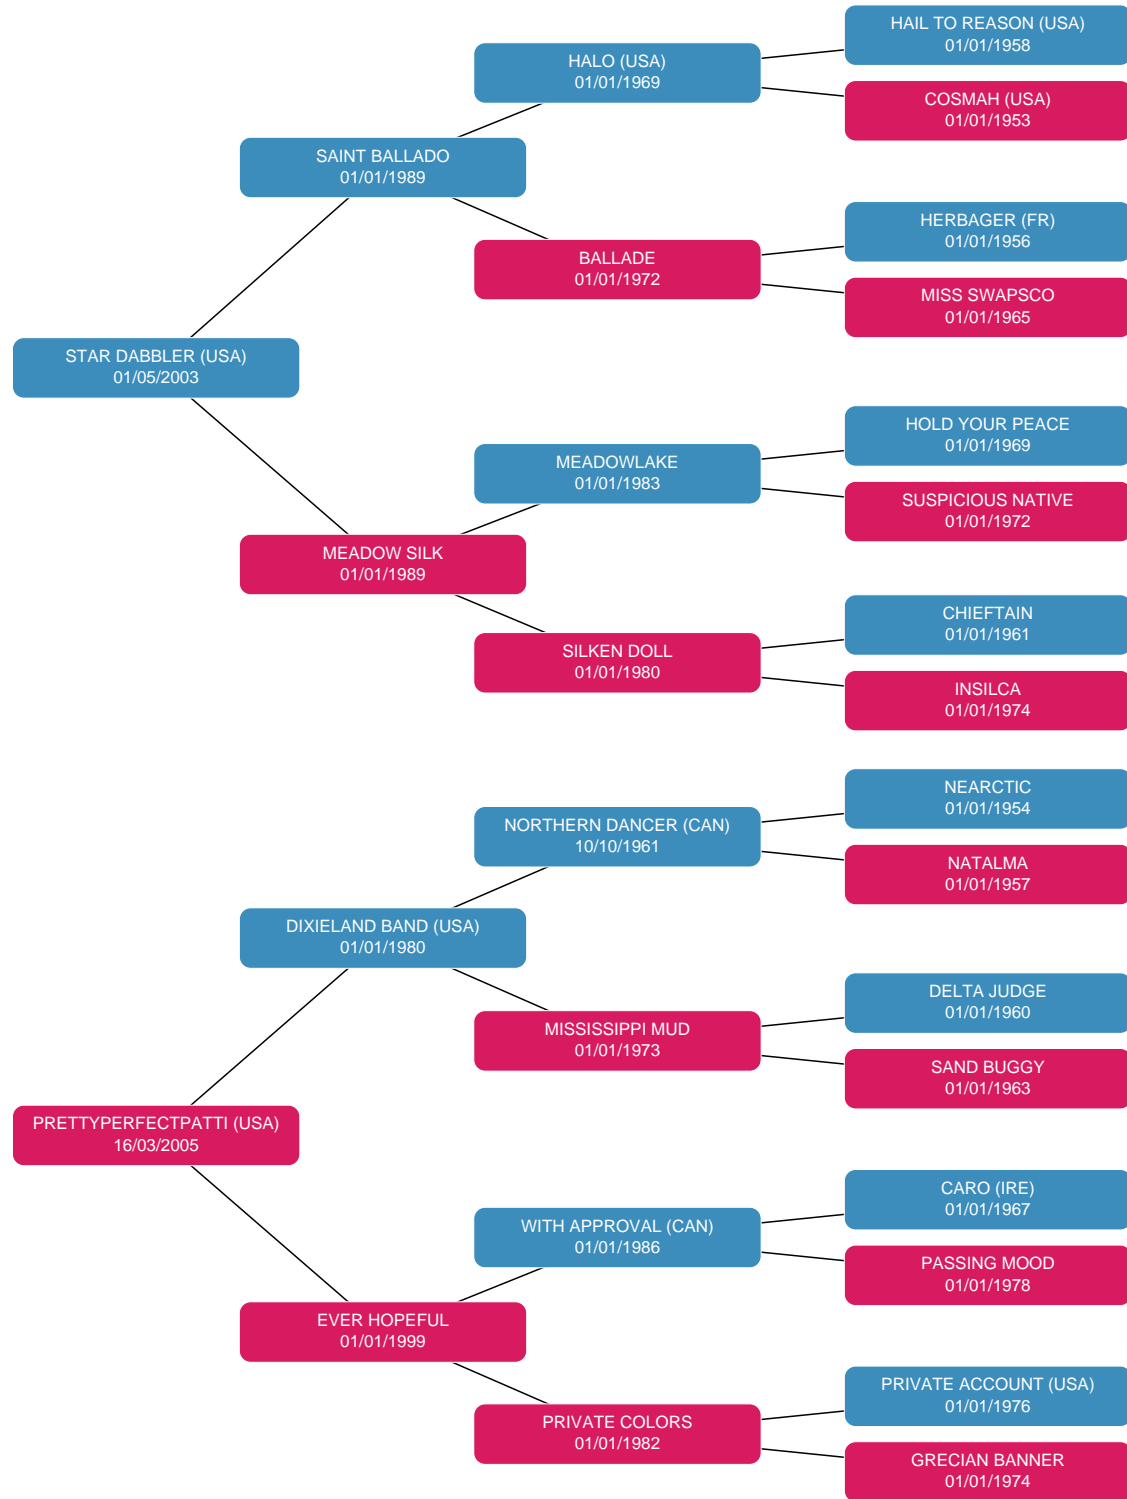 HAIL TO REASON (USA)
01/01/1958
HALO (USA)
01/01/1969
COSMAH (USA)
01/01/1953
SAINT BALLADO
01/01/1989
HERBAGER (FR)
01/01/1956
BALLADE
01/01/1972
MISS SWAPSCO
01/01/1965
STAR DABBLER (USA)
01/05/2003
HOLD YOUR PEACE
01/01/1969
MEADOWLAKE
01/01/1983
SUSPICIOUS NATIVE
01/01/1972
MEADOW SILK
01/01/1989
CHIEFTAIN
01/01/1961
SILKEN DOLL
01/01/1980
INSILCA
01/01/1974
NEARCTIC
01/01/1954
NORTHERN DANCER (CAN)
10/10/1961
NATALMA
01/01/1957
DIXIELAND BAND (USA)
01/01/1980
DELTA JUDGE
01/01/1960
MISSISSIPPI MUD
01/01/1973
SAND BUGGY
01/01/1963
PRETTYPERFECTPATTI (USA)
16/03/2005
CARO (IRE)
01/01/1967
WITH APPROVAL (CAN)
01/01/1986
PASSING MOOD
01/01/1978
EVER HOPEFUL
01/01/1999
PRIVATE ACCOUNT (USA)
01/01/1976
PRIVATE COLORS
01/01/1982
GRECIAN BANNER
01/01/1974